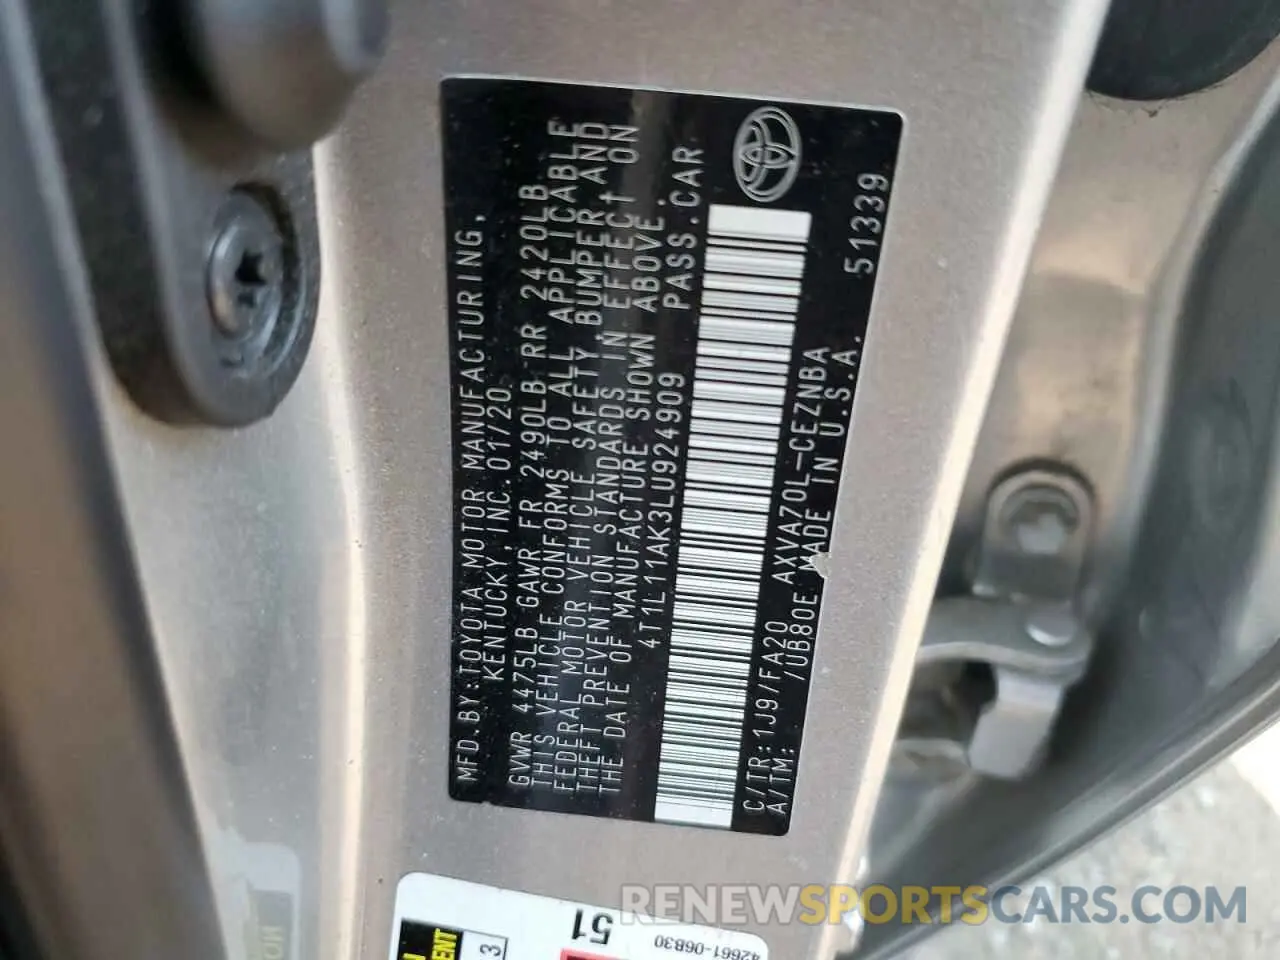 MFD.BY:TOYOTA MOTOR MANUFACTURING,
KENTUCKY, INC. 01/20
GVWR 4475LB GAWR FR 2490LB RR 2420LB
THIS VEHICLE CONFORMS TO ALL APPLICABLE
FEDERAL MOTOR VEHICLE SAFETY BUMPER AND
THEFT PREVENTION STANDARDS IN EFFECT ON
THE DATE OF MANUFACTURE SHOWN ABOVE.
4T1L11AK3LU924909 PASS.CAR
C/TR:1J9/FA20 AXVA70L-CEZNBA 51339
A/TM: /UB80E MADE IN U.S.A.
51
3
42661-06830
RENEWSPORTSCARS.COM